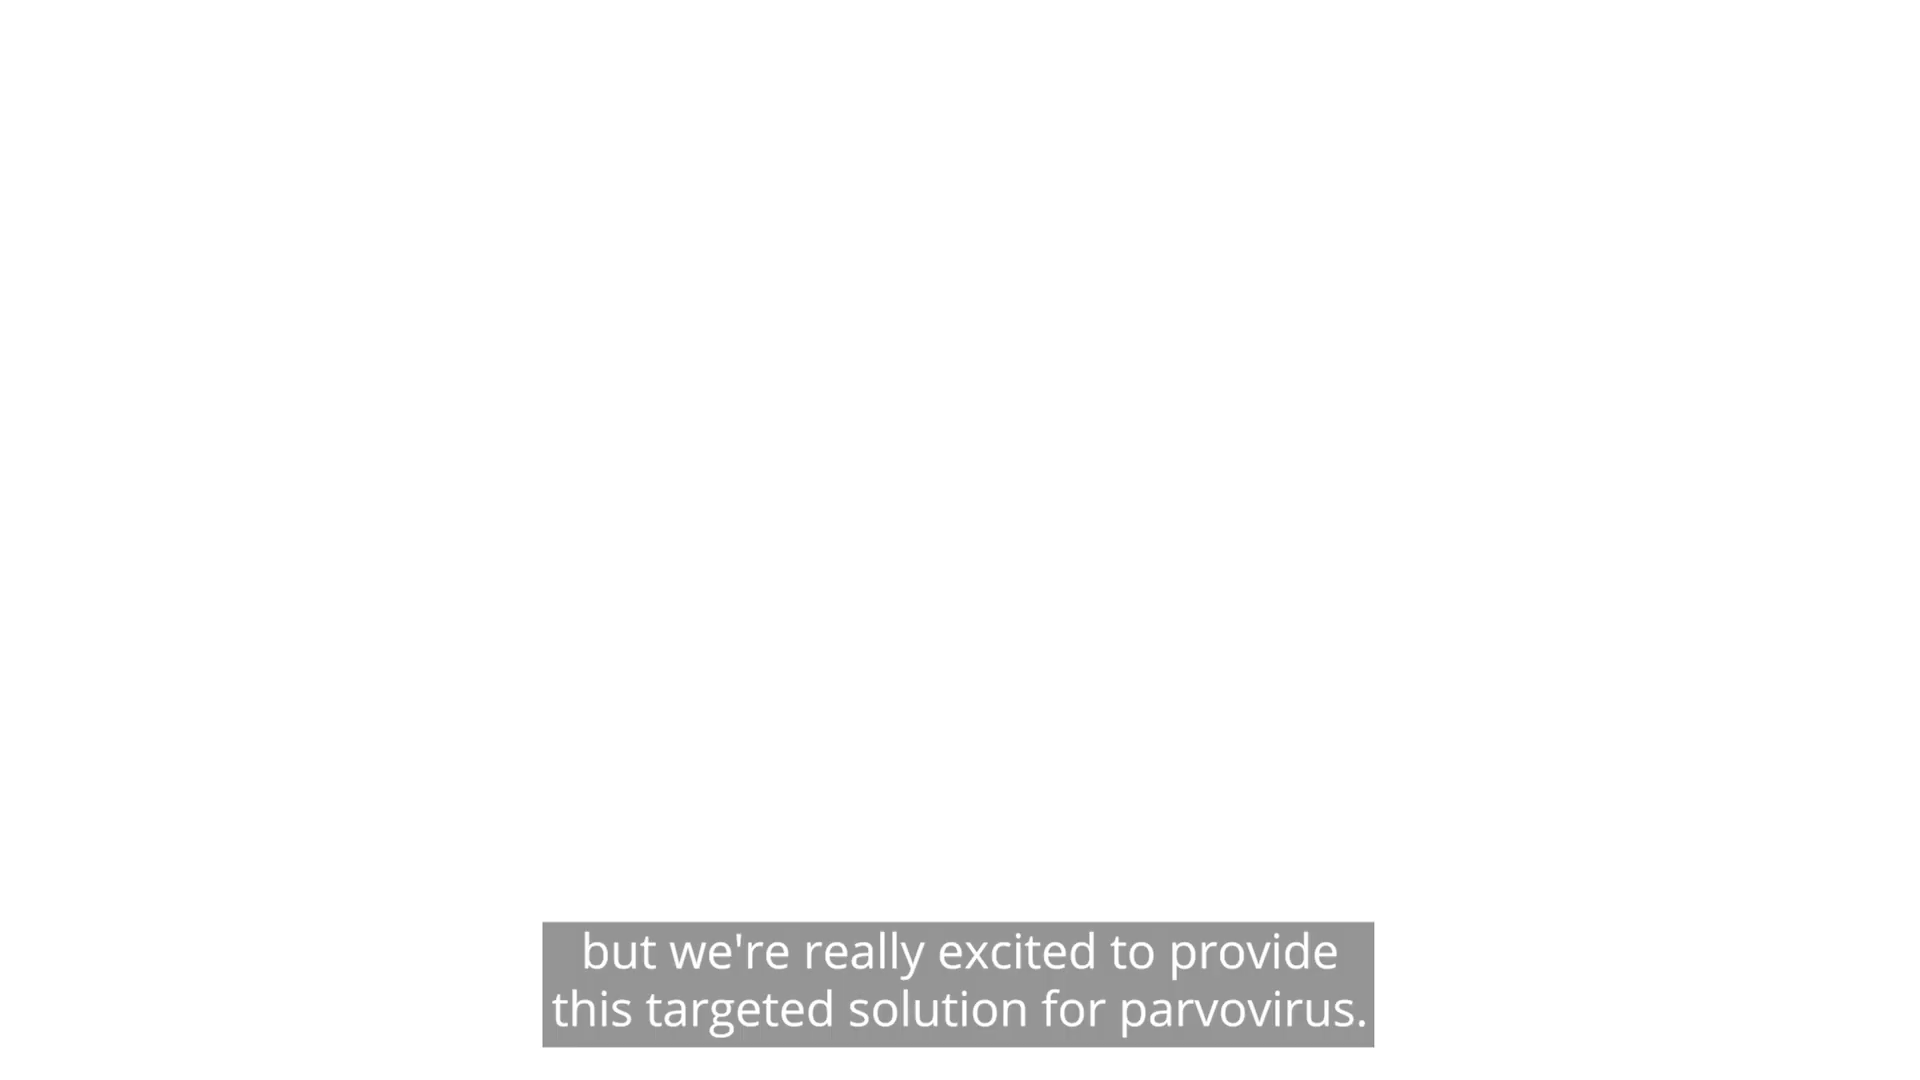 but we're really excited to provide
this targeted solution for parvovirus.